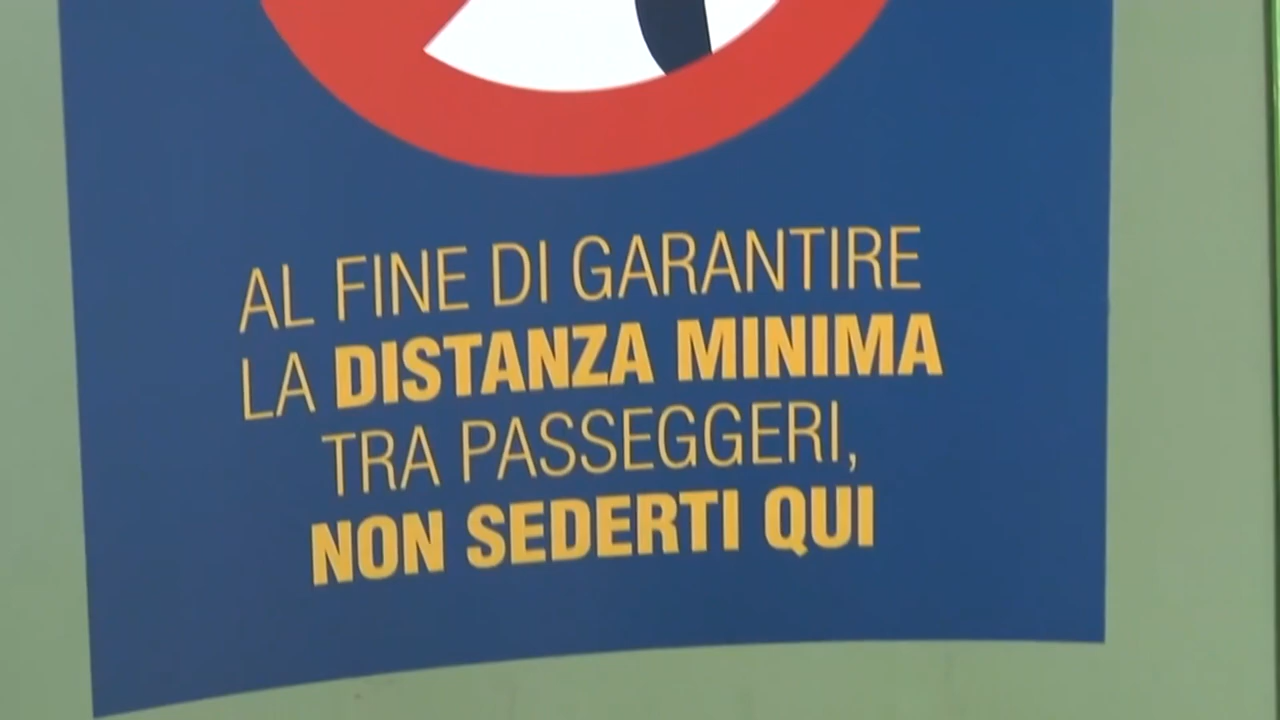 AL FINE DI GARANTIRE
LA DISTANZA MINIMA
TRA PASSEGGERI,
NON SEDERTI QUI